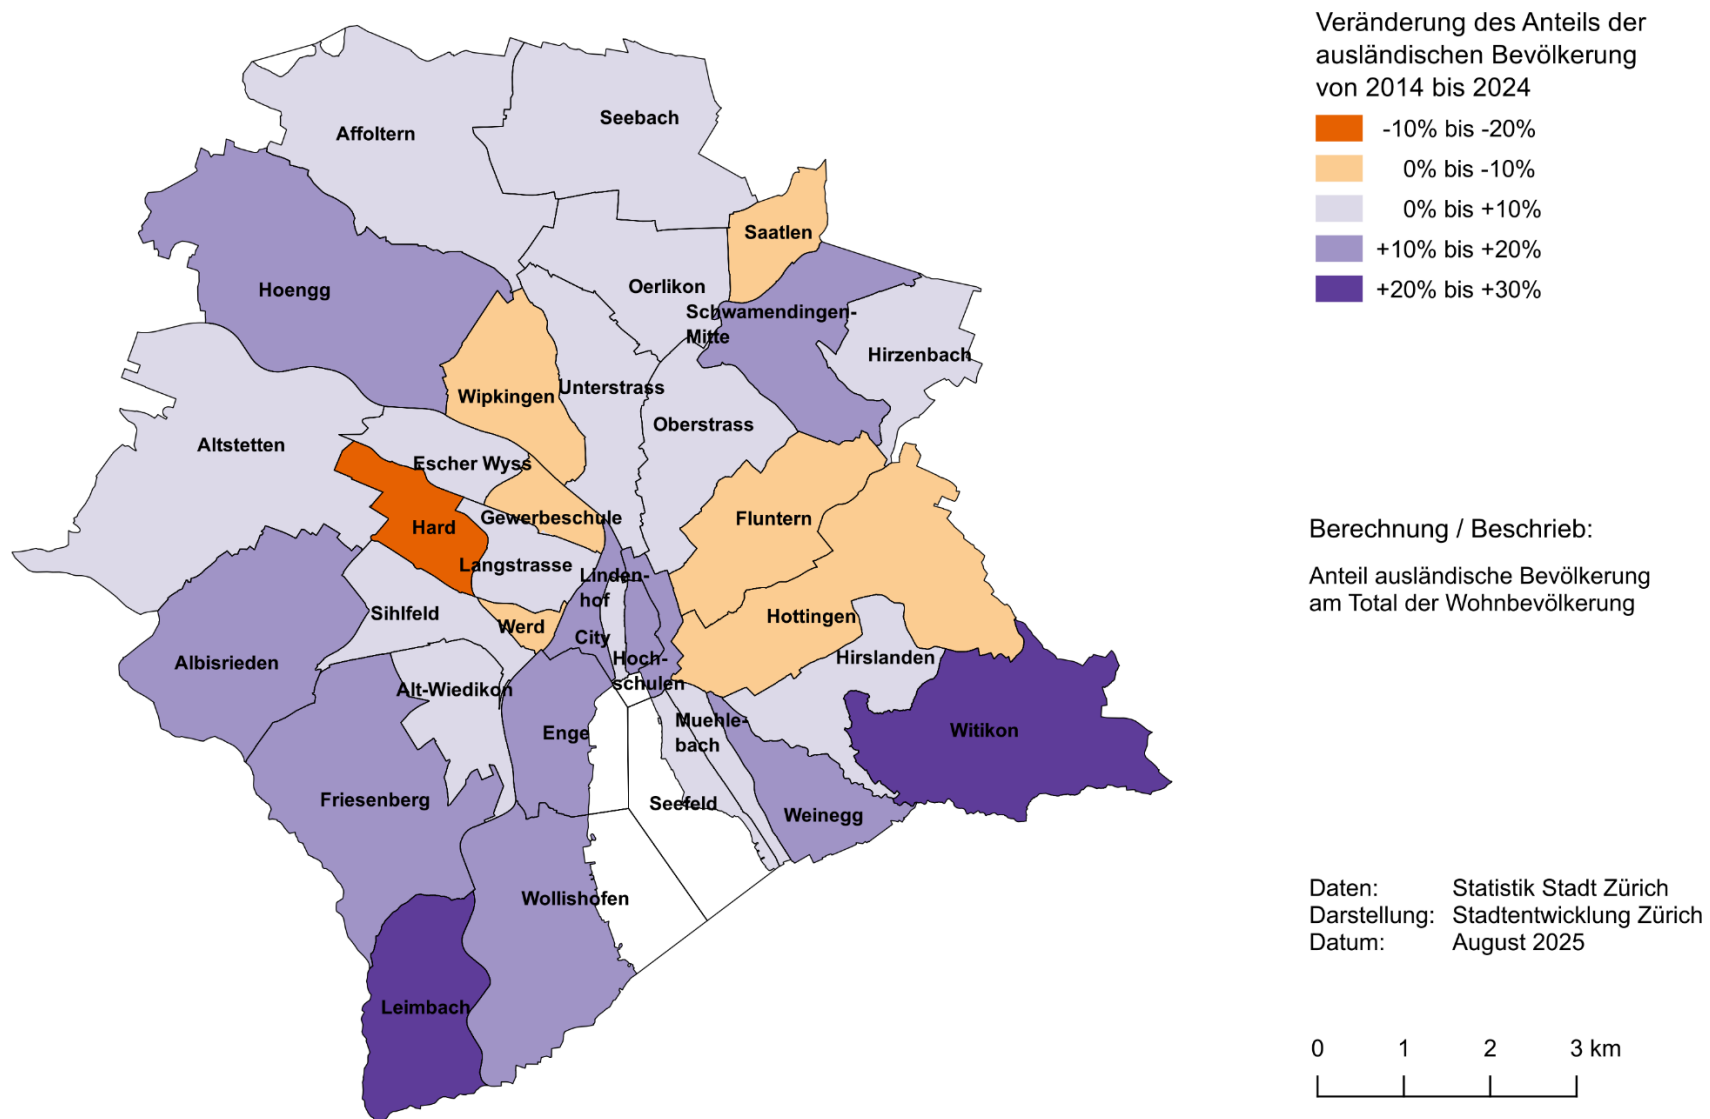 Veränderung des Anteils der
ausländischen Bevölkerung
von 2014 bis 2024
-10% bis -20%
0% bis -10%
0% bis +10%
+10% bis +20%
+20% bis +30%
Affoltern
Seebach
Saatlen
Hoengg
Oerlikon
Schwamendingen-
Mitte
Hirzenbach
Wipkingen
Unterstrass
Oberstrass
Altstetten
Escher Wyss
Hard
Gewerbeschule
Fluntern
Langstrasse
Linden-
hof
Sihlfeld
Werd
City
Hottingen
Albisrieden
Alt-Wiedikon
Hoch-
schulen
Hirslanden
Enge
Muehle-
bach
Witikon
Friesenberg
Seefeld
Weinegg
Wollishofen
Leimbach
Berechnung / Beschrieb:
Anteil ausländische Bevölkerung
am Total der Wohnbevölkerung
Daten: Statistik Stadt Zürich
Darstellung: Stadtentwicklung Zürich
Datum: August 2025
0 1 2 3 km